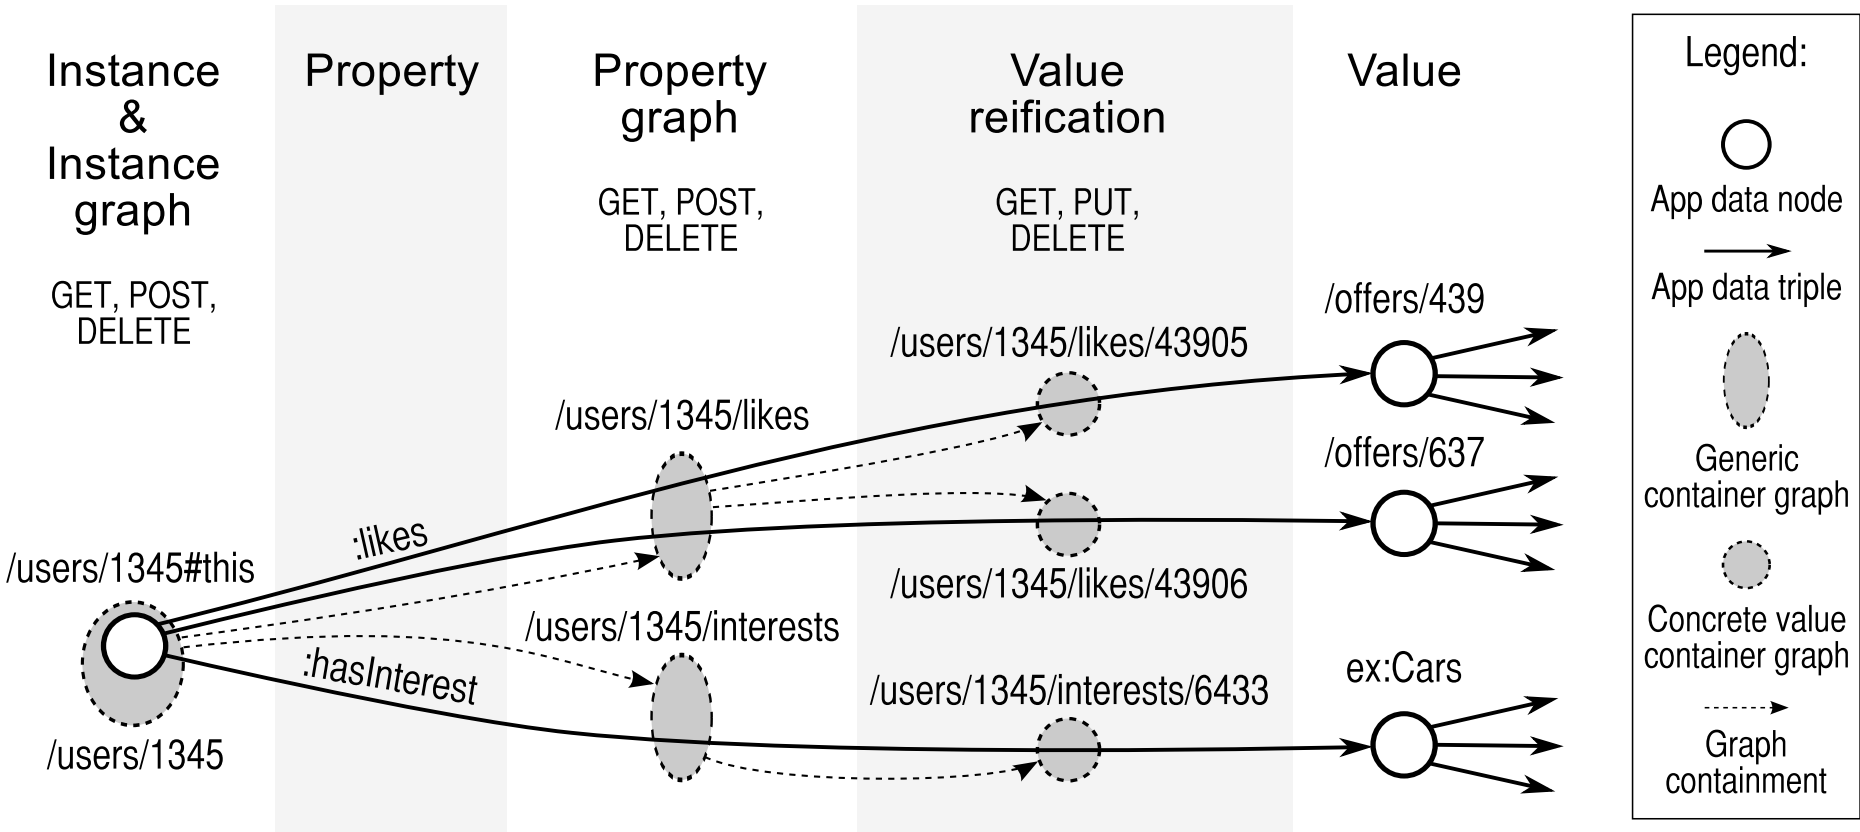 Instance
&
Instance
graph
GET, POST,
DELETE
Property
Property
graph
GET, POST,
DELETE
Value
reification
GET, PUT,
DELETE
Value
/users/1345#this
/users/1345
:likes
:hasInterest
/users/1345/likes
/users/1345/interests
/users/1345/likes/43905
/users/1345/likes/43906
/users/1345/interests/6433
/offers/439
/offers/637
ex:Cars
Legend:
App data node
App data triple
Generic
container graph
Concrete value
container graph
Graph
containment